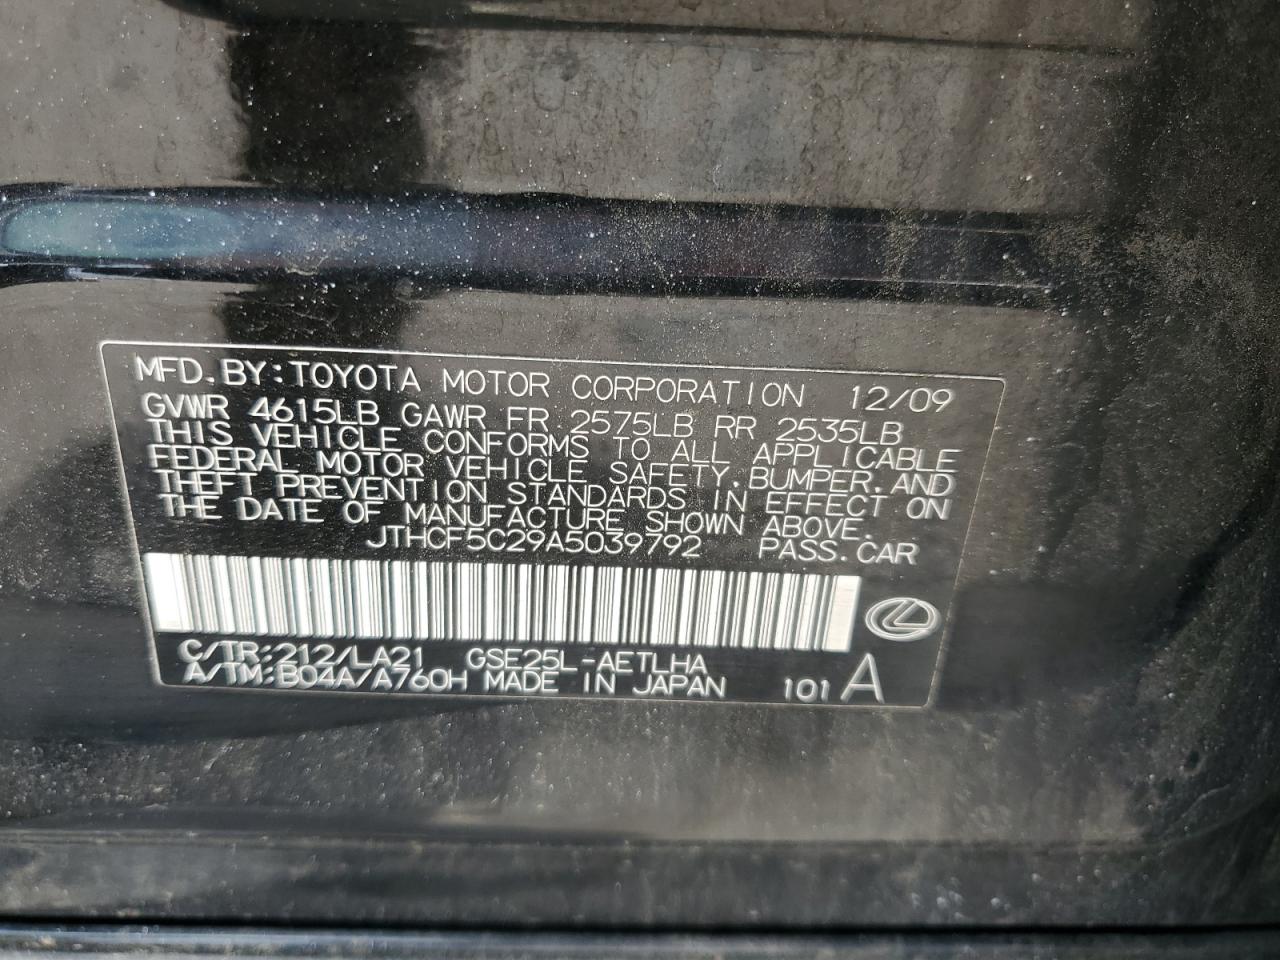 MFD.BY:TOYOTA MOTOR CORPORATION 12/09
GVWR 4615LB GAWR FR 2575LB RR 2535LB
THIS VEHICLE CONFORMS TO ALL APPLICABLE
FEDERAL MOTOR VEHICLE SAFETY,BUMPER,AND
THEFT PREVENTION STANDARDS IN EFFECT ON
THE DATE OF MANUFACTURE SHOWN ABOVE.
JTHCF5C29A5039792 PASS.CAR
C/TR:212/LA21 GSE25L-AETLHA
A/TM:B04A/A760H MADE IN JAPAN 101 A